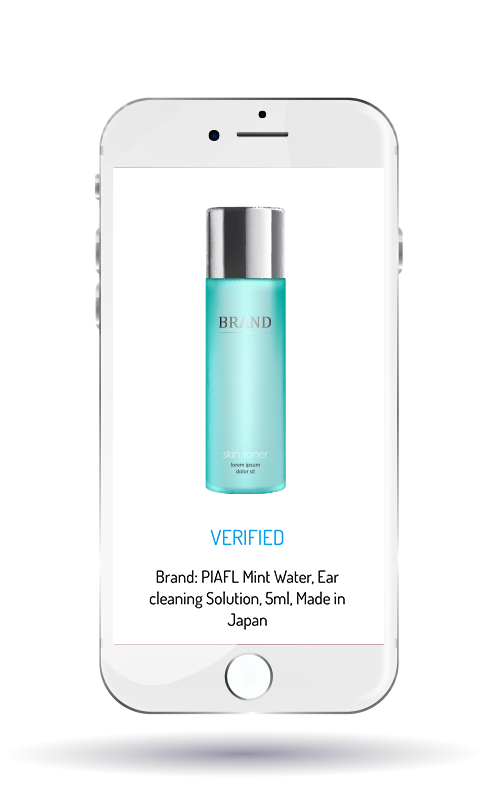 BRAND
skin toner
lorem ipsum
dolor sit
VERIFIED
Brand: PIAFL Mint Water, Ear
cleaning Solution, 5ml, Made in
Japan